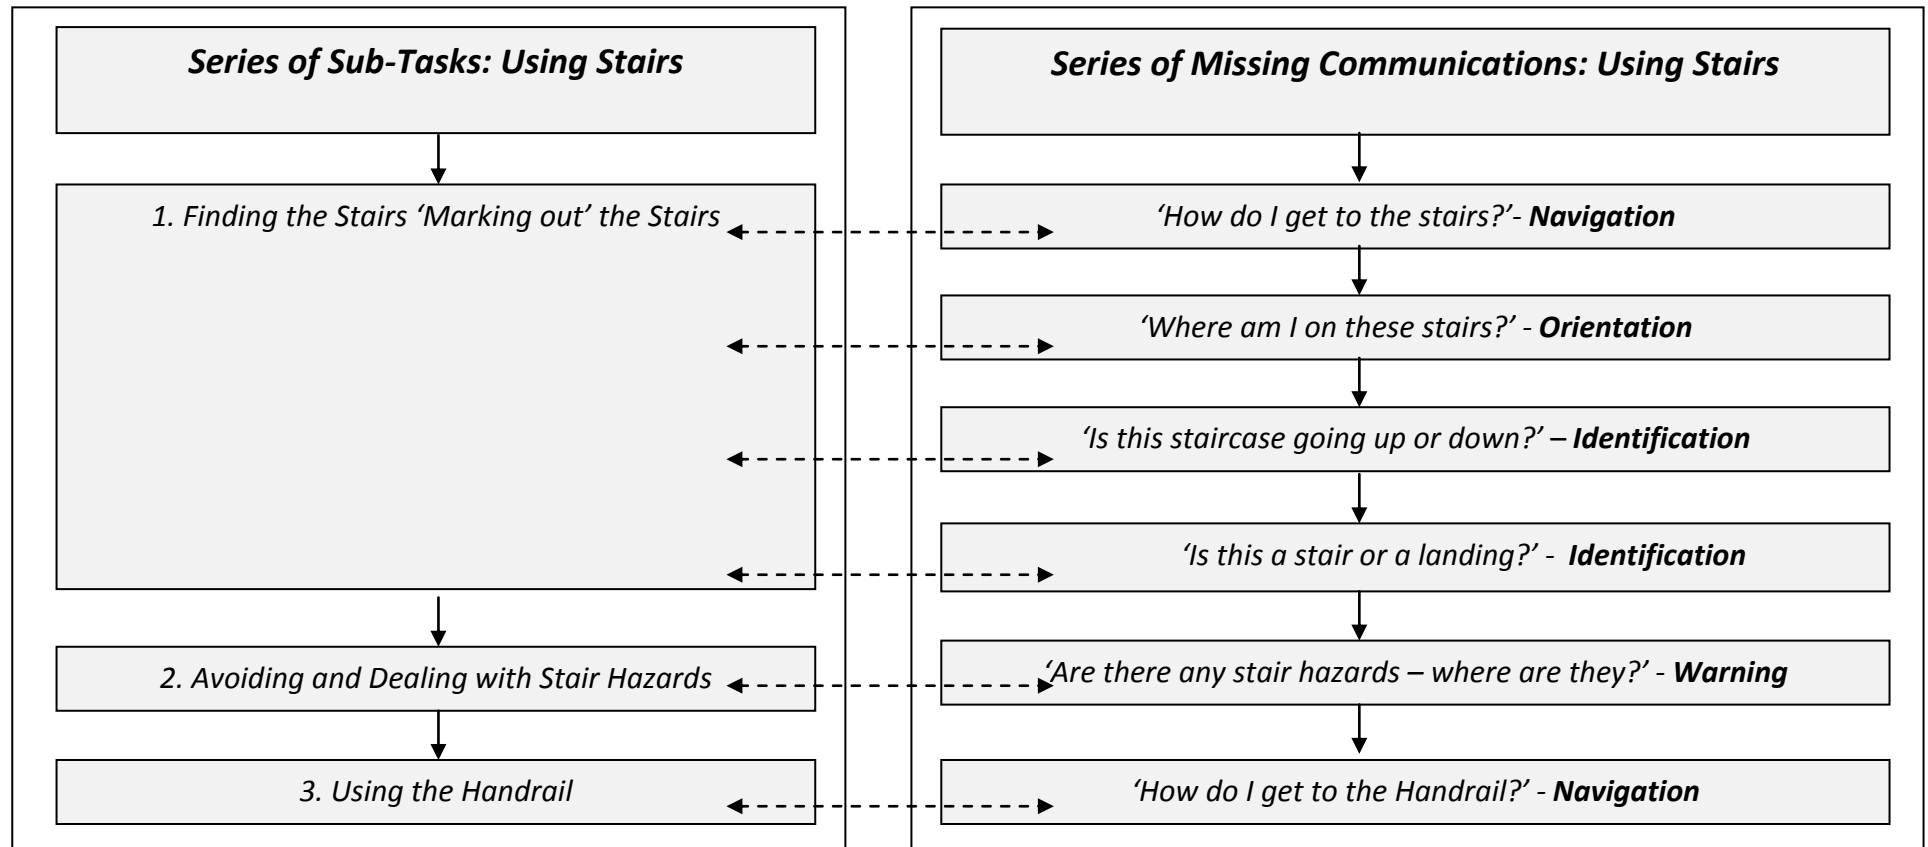 Series of Sub-Tasks: Using Stairs
1. Finding the Stairs ‘Marking out’ the Stairs
2. Avoiding and Dealing with Stair Hazards
3. Using the Handrail
Series of Missing Communications: Using Stairs
‘How do I get to the stairs?’- Navigation
‘Where am I on these stairs?’ - Orientation
‘Is this staircase going up or down?’ – Identification
‘Is this a stair or a landing?’ - Identification
‘Are there any stair hazards – where are they?’ - Warning
‘How do I get to the Handrail?’ - Navigation